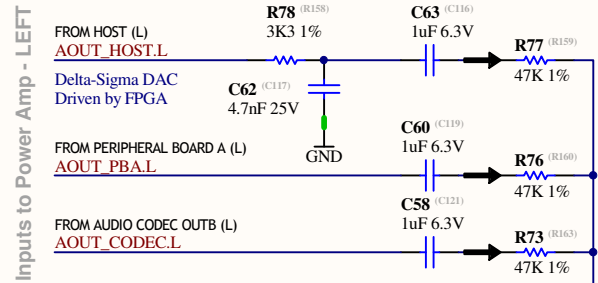 Inputs to Power Amp - LEFT
FROM HOST (L)
AOUT_HOST.L
Delta-Sigma DAC
Driven by FPGA
R78 (R158)
3K3 1%
C62 (C117)
4.7nF 25V
GND
C63 (C116)
1uF 6.3V
R77 (R159)
47K 1%
FROM PERIPHERAL BOARD A (L)
AOUT_PBA.L
C60 (C119)
1uF 6.3V
R76 (R160)
47K 1%
FROM AUDIO CODEC OUTB (L)
AOUT_CODEC.L
C58 (C121)
1uF 6.3V
R73 (R163)
47K 1%